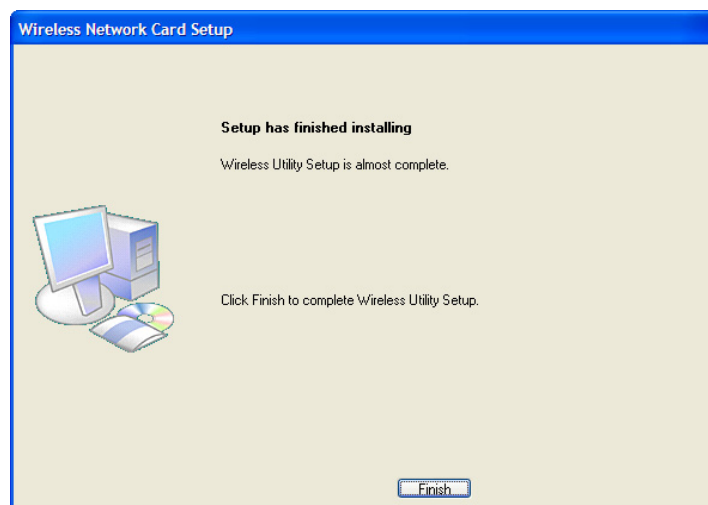 Wireless Network Card Setup
Setup has finished installing
Wireless Utility Setup is almost complete.
Click Finish to complete Wireless Utility Setup.
Finish